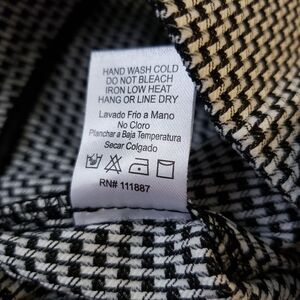 HAND WASH COLD
DO NOT BLEACH
IRON LOW HEAT
HANG OR LINE DRY
Lavado Frio a Mano
No Cloro
Planchar a Baja Temperatura
Secar Colgado
RN# 111887